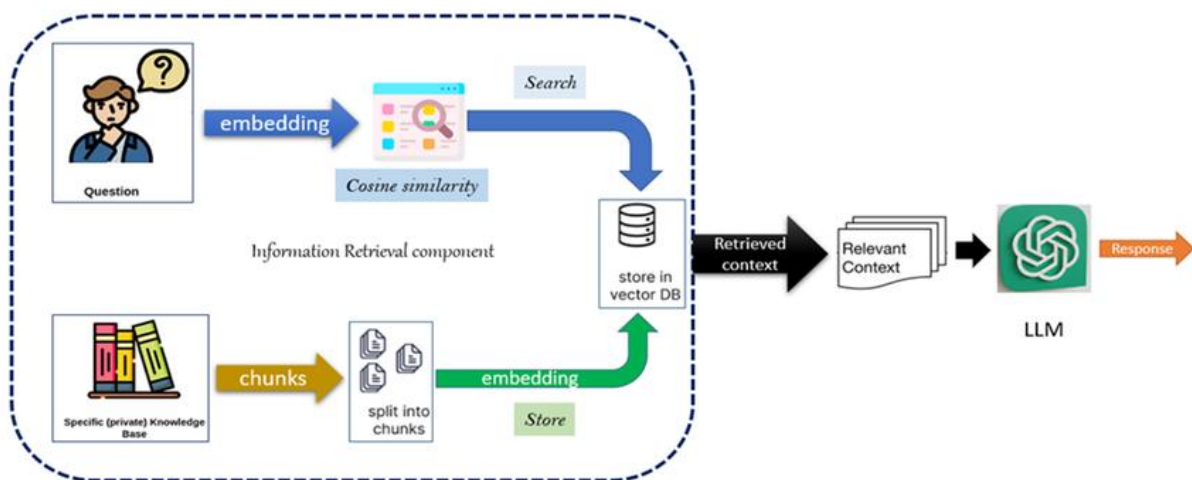 ?
Question
embedding
Cosine similarity
Search
Information Retrieval component
store in
vector DB
Specific (private) Knowledge
Base
chunks
split into
chunks
embedding
Store
Retrieved
context
Relevant
Context
LLM
Response